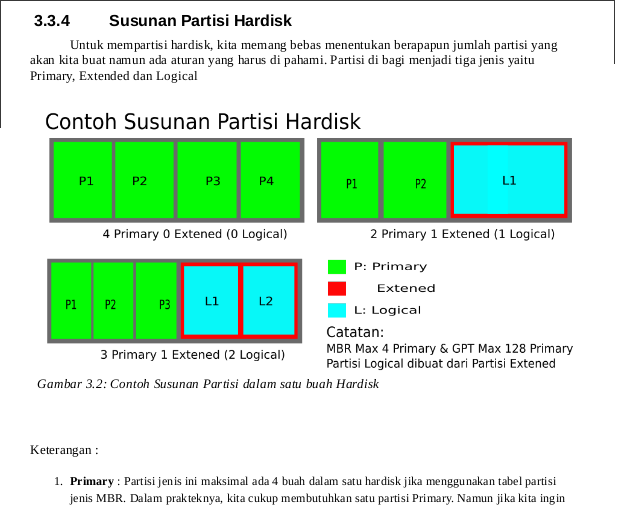 3.3.4 Susunan Partisi Hardisk
Untuk mempartisi hardisk, kita memang bebas menentukan berapapun jumlah partisi yang
akan kita buat namun ada aturan yang harus di pahami. Partisi di bagi menjadi tiga jenis yaitu
Primary, Extended dan Logical
Contoh Susunan Partisi Hardisk
P1 P2 P3 P4
4 Primary 0 Extened (0 Logical)
P1 P2 L1
2 Primary 1 Extened (1 Logical)
P1 P2 P3 L1 L2
3 Primary 1 Extened (2 Logical)
P: Primary
Extened
L: Logical
Catatan:
MBR Max 4 Primary & GPT Max 128 Primary
Partisi Logical dibuat dari Partisi Extened
Gambar 3.2: Contoh Susunan Partisi dalam satu buah Hardisk
Keterangan :
1. Primary : Partisi jenis ini maksimal ada 4 buah dalam satu hardisk jika menggunakan tabel partisi
jenis MBR. Dalam prakteknya, kita cukup membutuhkan satu partisi Primary. Namun jika kita ingin